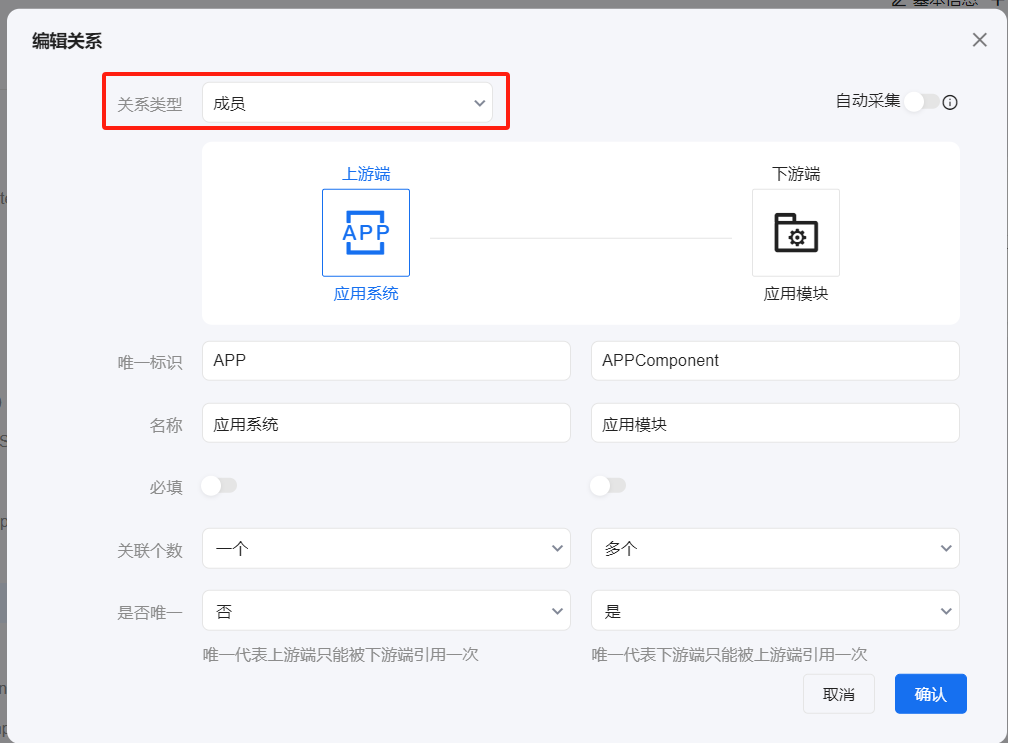 基本信息
编辑关系
关系类型 成员 自动采集
上游端 下游端
APP
应用系统 应用模块
唯一标识 APP APPComponent
名称 应用系统 应用模块
必填
关联个数 一个 多个
是否唯一 否 是
唯一代表上游端只能被下游端引用一次 唯一代表下游端只能被上游端引用一次
取消 确认